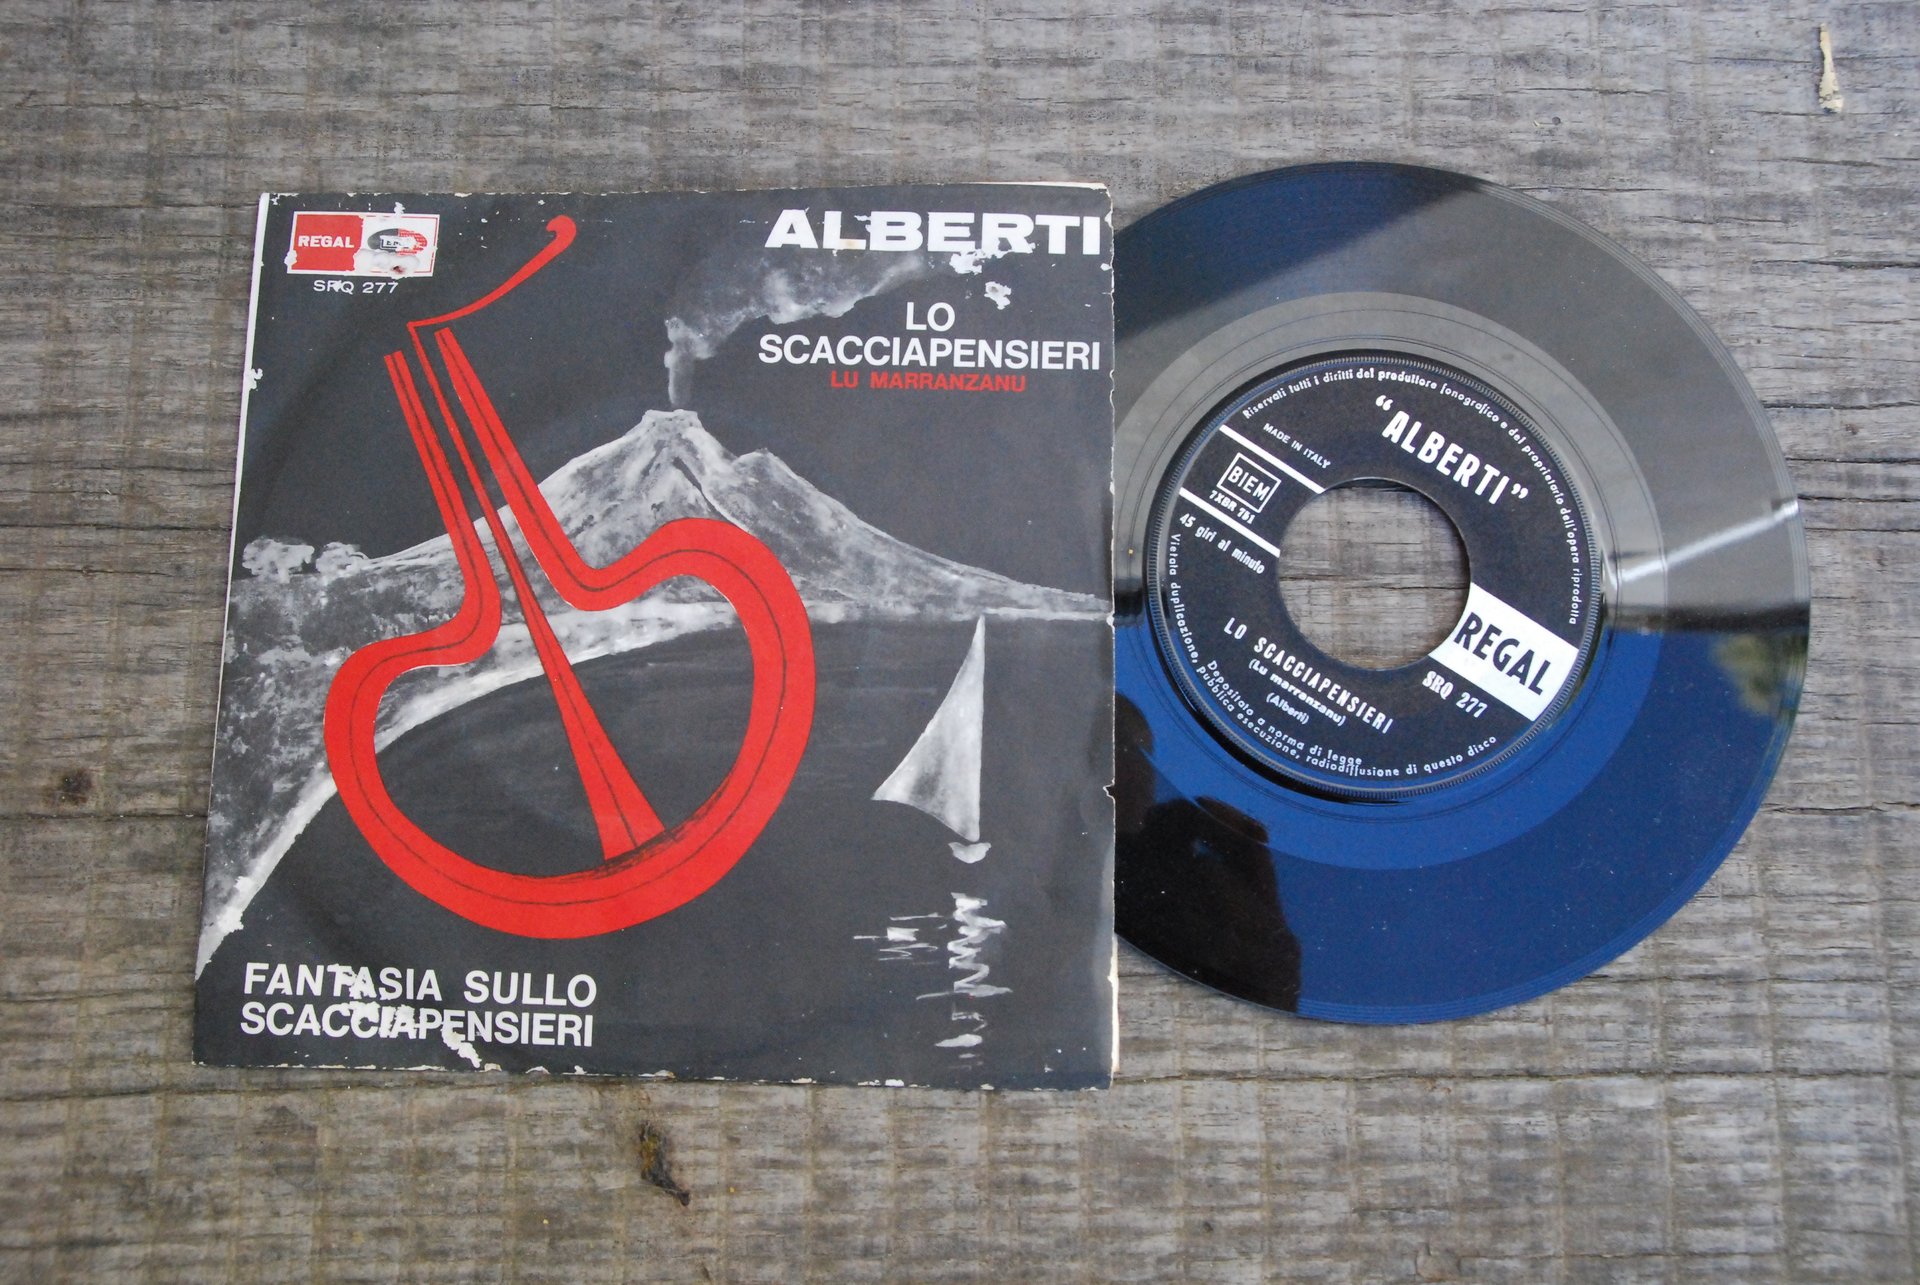 REGAL
SRQ 277
ALBERTI
LO
SCACCIAPENSIERI
LU MARRANZANU
FANTASIA SULLO
SCACCIAPENSIERI
Riservati tutti i diritti del produttore fonografico e del proprietario dell'opera riprodotta
"ALBERTI"
MADE IN ITALY
BIEM
7XBR 751
45 giri al minuto
REGAL
SRQ 277
LO SCACCIAPENSIERI
(Lu marranzanu)
(Alberti)
Depositato a norma di legge
Vietata duplicazione, pubblica esecuzione, radiodiffusione di questo disco